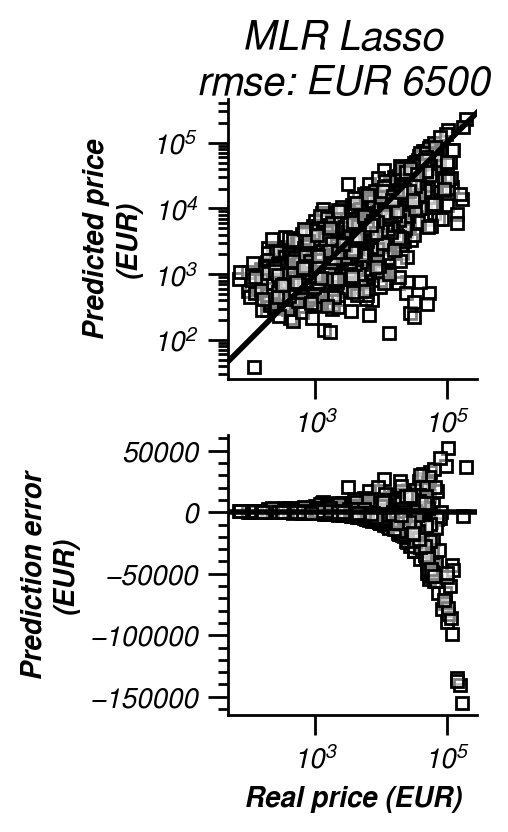 MLR Lasso
rmse: EUR 6500
Predicted price
(EUR)
10^5
10^4
10^3
10^2
10^3 10^5
Prediction error
(EUR)
50000
0
−50000
−100000
−150000
10^3 10^5
Real price (EUR)